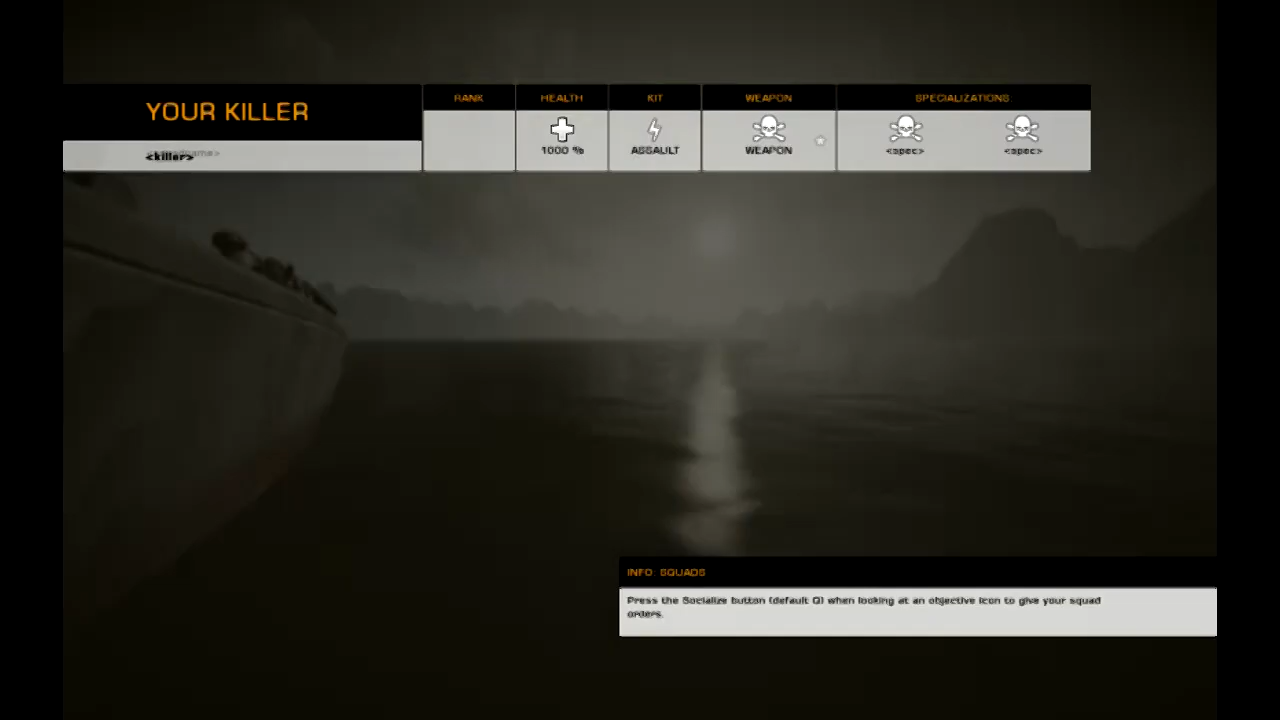 YOUR KILLER
<killer>
RANK
HEALTH
1000 %
KIT
ASSAULT
WEAPON
WEAPON
SPECIALIZATIONS
<spec> <spec>
INFO: SQUADS
Press the Socialize button (default Q) when looking at an objective icon to give your squad
orders.